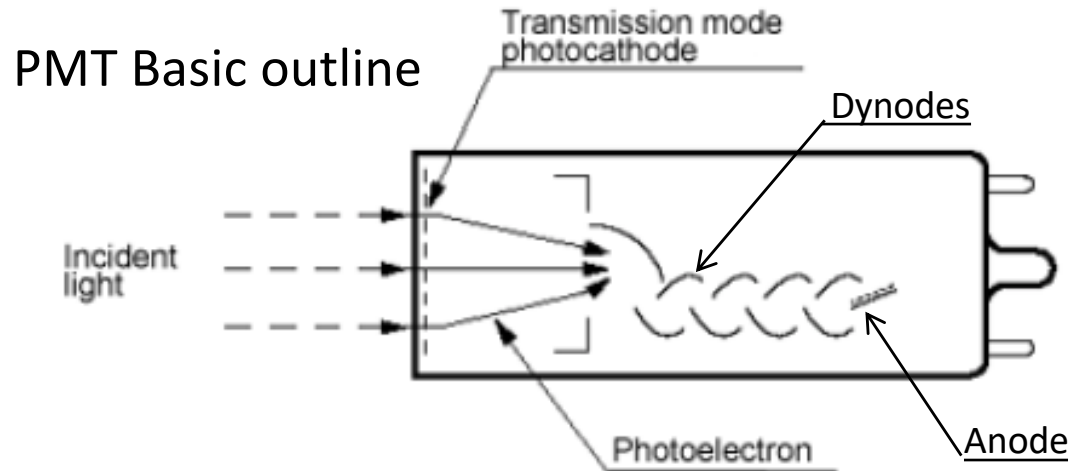 Transmission mode
photocathode
PMT Basic outline
Dynodes
Incident
light
Photoelectron
Anode